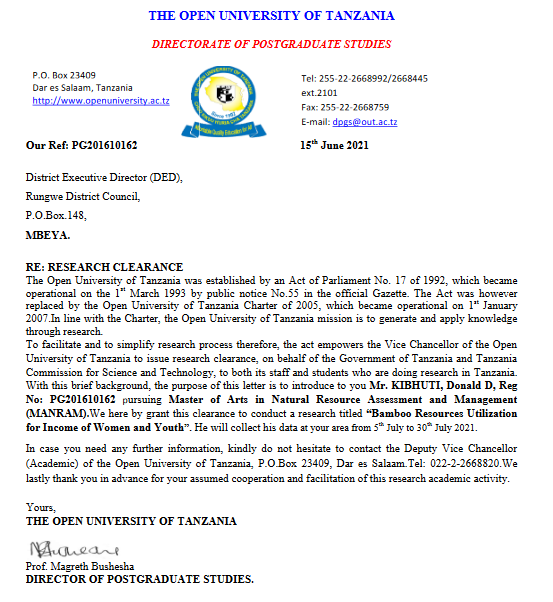 THE OPEN UNIVERSITY OF TANZANIA
DIRECTORATE OF POSTGRADUATE STUDIES
P.O. Box 23409
Dar es Salaam, Tanzania
http://www.openuniversity.ac.tz
Tel: 255-22-2668992/2668445
ext.2101
Fax: 255-22-2668759
E-mail: dpgs@out.ac.tz
Our Ref: PG201610162 15th June 2021
District Executive Director (DED),
Rungwe District Council,
P.O.Box.148,
MBEYA.
RE: RESEARCH CLEARANCE
The Open University of Tanzania was established by an Act of Parliament No. 17 of 1992, which became
operational on the 1st March 1993 by public notice No.55 in the official Gazette. The Act was however
replaced by the Open University of Tanzania Charter of 2005, which became operational on 1st January
2007.In line with the Charter, the Open University of Tanzania mission is to generate and apply knowledge
through research.
To facilitate and to simplify research process therefore, the act empowers the Vice Chancellor of the Open
University of Tanzania to issue research clearance, on behalf of the Government of Tanzania and Tanzania
Commission for Science and Technology, to both its staff and students who are doing research in Tanzania.
With this brief background, the purpose of this letter is to introduce to you Mr. KIBHUTI, Donald D, Reg
No: PG201610162 pursuing Master of Arts in Natural Resource Assessment and Management
(MANRAM).We here by grant this clearance to conduct a research titled “Bamboo Resources Utilization
for Income of Women and Youth”. He will collect his data at your area from 5th July to 30th July 2021.
In case you need any further information, kindly do not hesitate to contact the Deputy Vice Chancellor
(Academic) of the Open University of Tanzania, P.O.Box 23409, Dar es Salaam.Tel: 022-2-2668820.We
lastly thank you in advance for your assumed cooperation and facilitation of this research academic activity.
Yours,
THE OPEN UNIVERSITY OF TANZANIA
Prof. Magreth Bushesha
DIRECTOR OF POSTGRADUATE STUDIES.